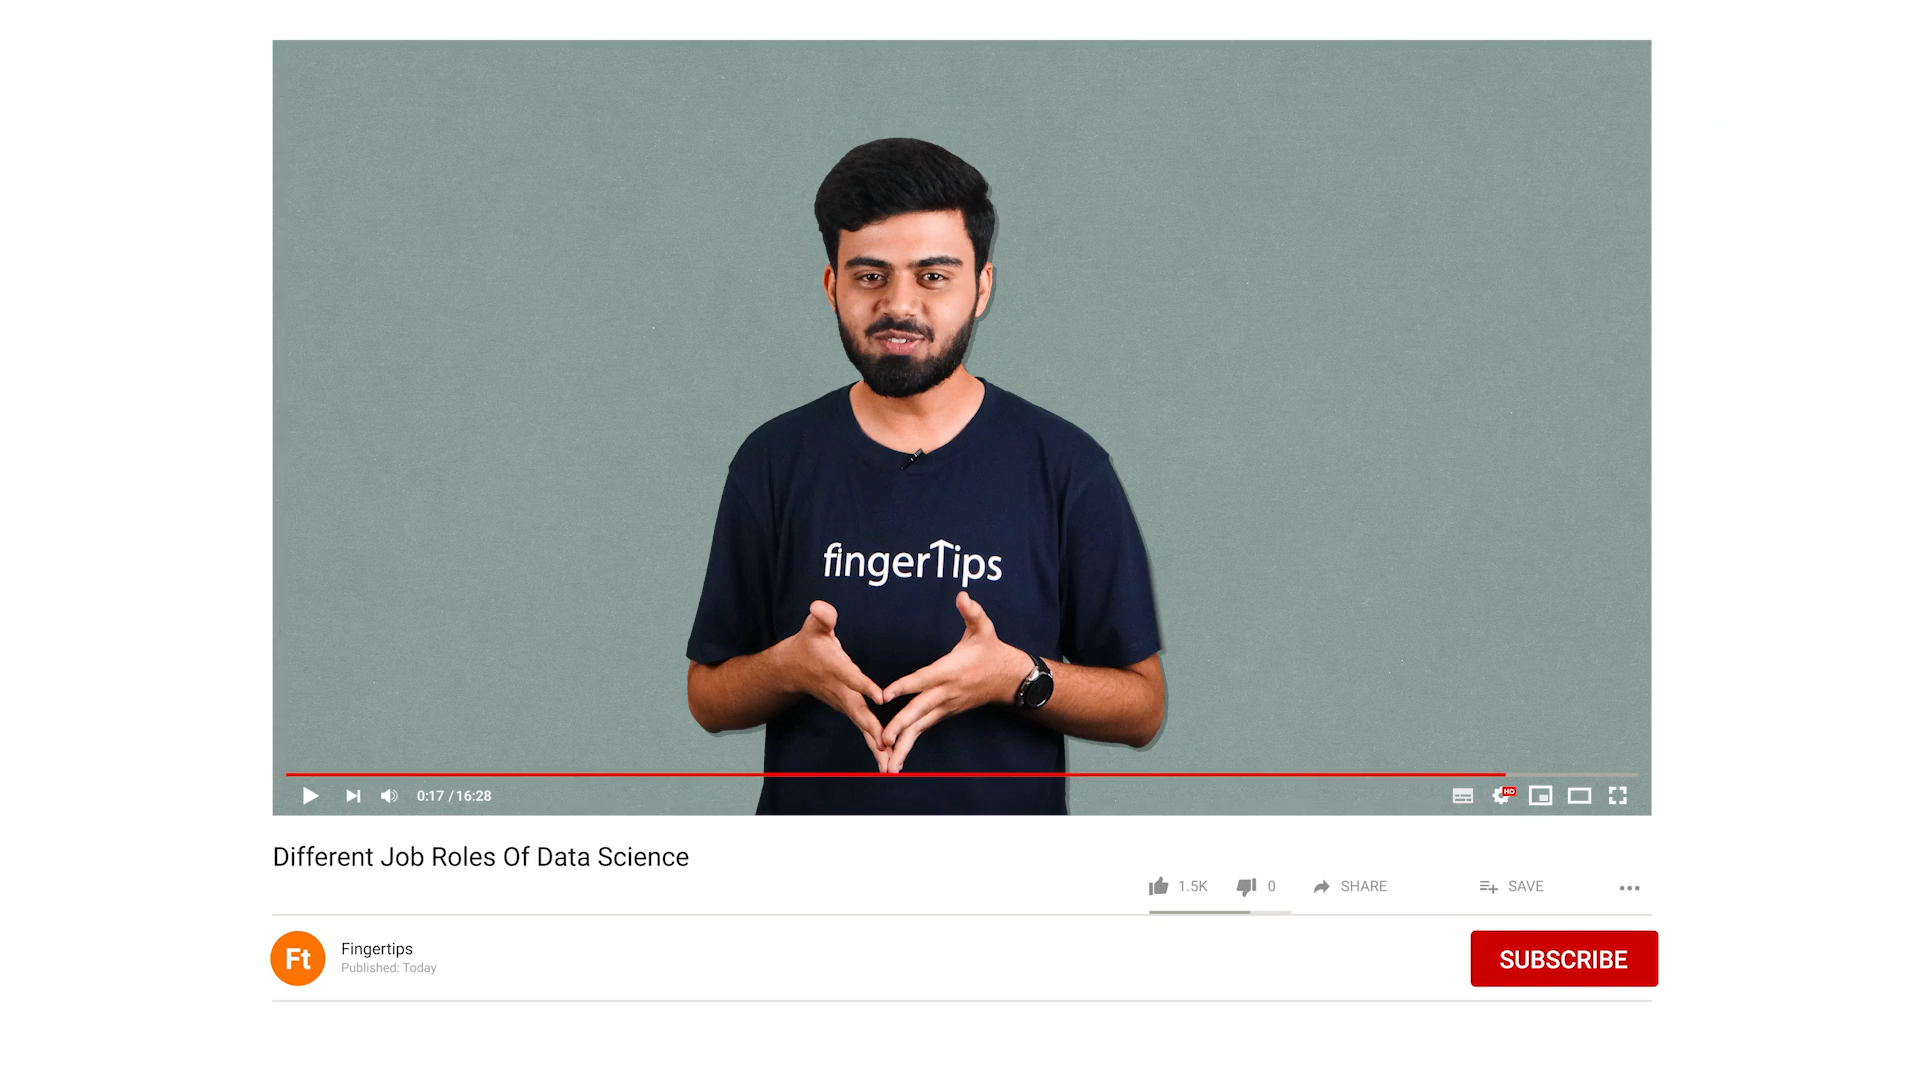 fingerTips
0:17 / 16:28
HD
Different Job Roles Of Data Science
1.5K
0
SHARE
SAVE
Ft
Fingertips
Published: Today
SUBSCRIBE